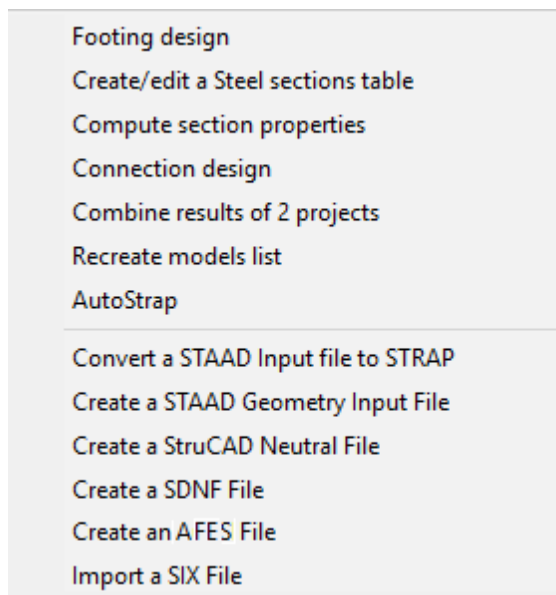 Footing design
Create/edit a Steel sections table
Compute section properties
Connection design
Combine results of 2 projects
Recreate models list
AutoStrap
Convert a STAAD Input file to STRAP
Create a STAAD Geometry Input File
Create a StruCAD Neutral File
Create a SDNF File
Create an AFES File
Import a SIX File